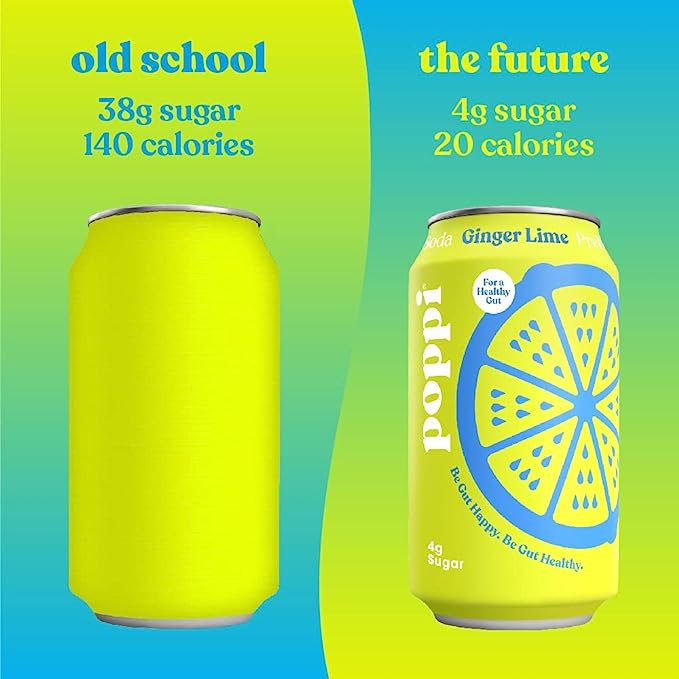 old school
38g sugar
140 calories
the future
4g sugar
20 calories
Ginger Lime
For a
Healthy
Gut
poppi
Be Gut Happy. Be Gut Healthy.
4g
Sugar